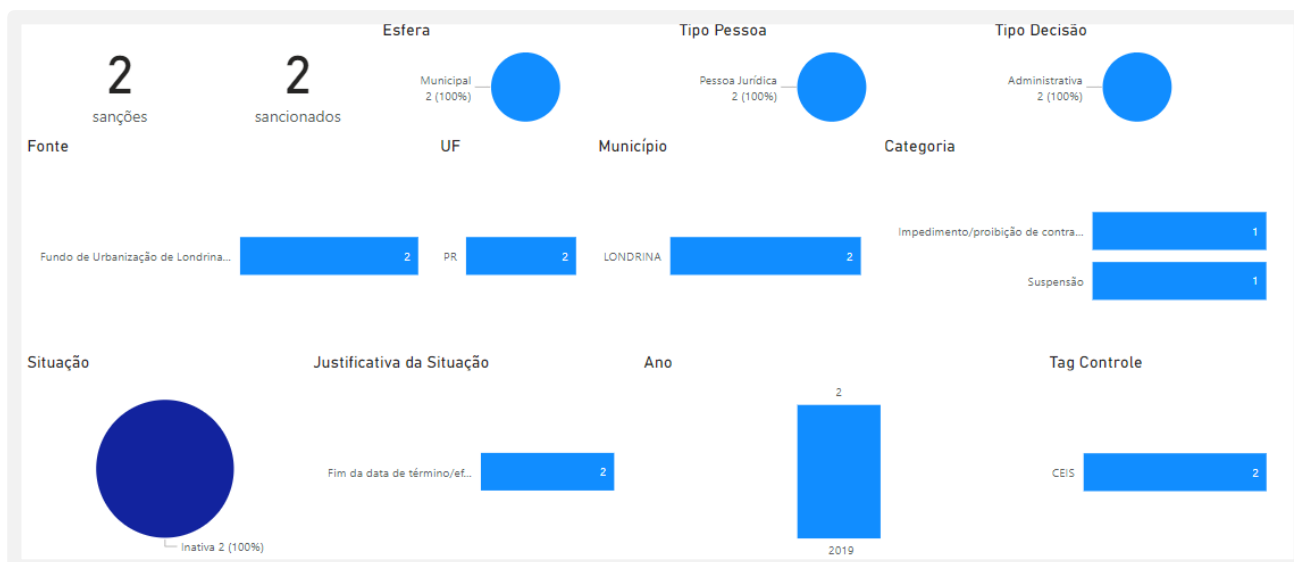 Esfera
Tipo Pessoa
Tipo Decisão
2
sanções
2
sancionados
Municipal
2 (100%)
Pessoa Jurídica
2 (100%)
Administrativa
2 (100%)
Fonte
UF
Município
Categoria
Fundo de Urbanização de Londrina...
2
PR
2
LONDRINA
2
Impedimento/proibição de contra...
1
Suspensão
1
Situação
Justificativa da Situação
Ano
Tag Controle
Inativa 2 (100%)
Fim da data de término/ef...
2
2
2019
CEIS
2